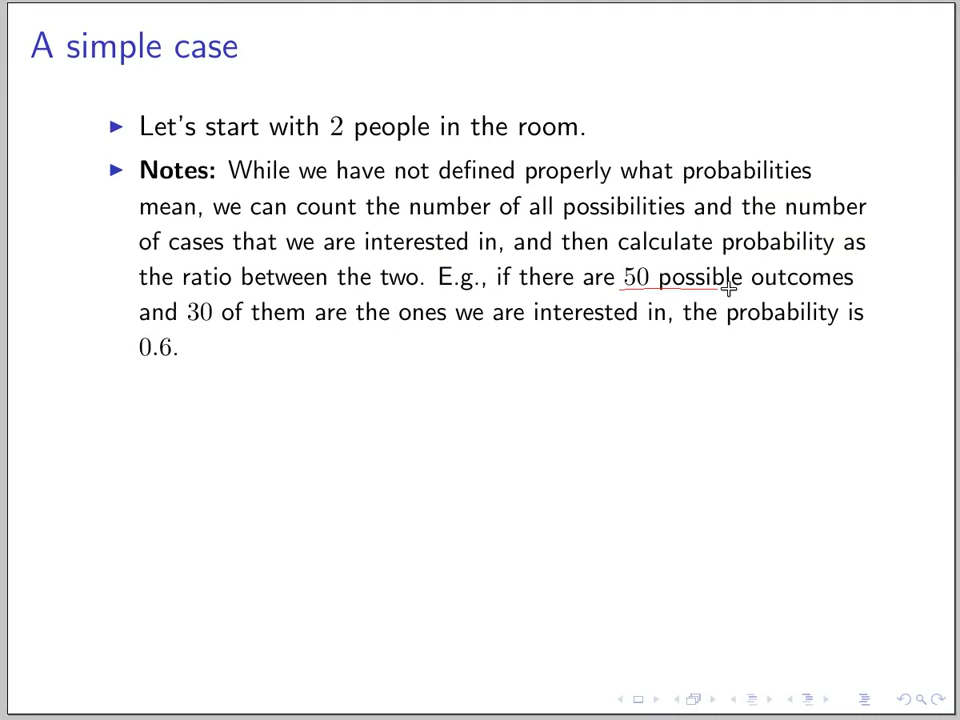 A simple case
Let's start with 2 people in the room.
Notes: While we have not defined properly what probabilities
mean, we can count the number of all possibilities and the number
of cases that we are interested in, and then calculate probability as
the ratio between the two. E.g., if there are 50 possible outcomes
and 30 of them are the ones we are interested in, the probability is
0.6.